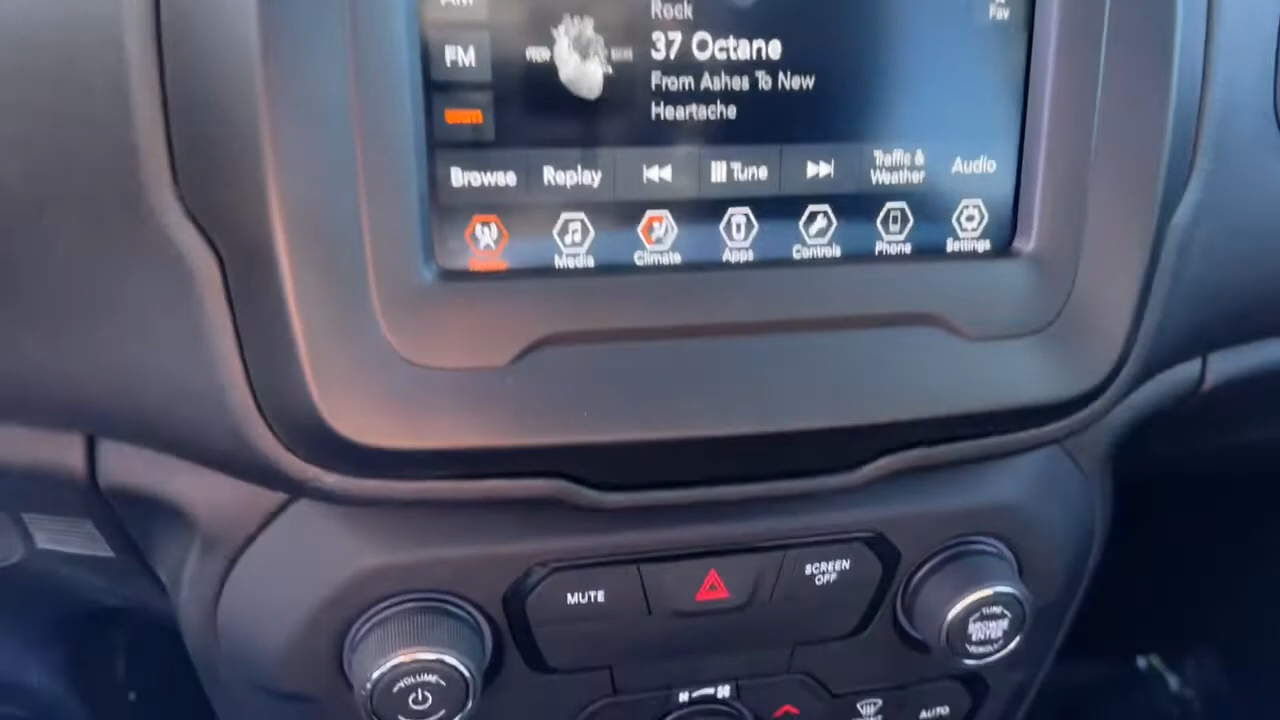 AM
Rock
Fav
FM
37 Octane
From Ashes To New
Heartache
Browse
Replay
Tune
Traffic &
Weather
Audio
Media
Climate
Apps
Controls
Phone
Settings
MUTE
SCREEN
OFF
TUNE
BROWSE
ENTER
SCROLL
VOLUME
AUTO